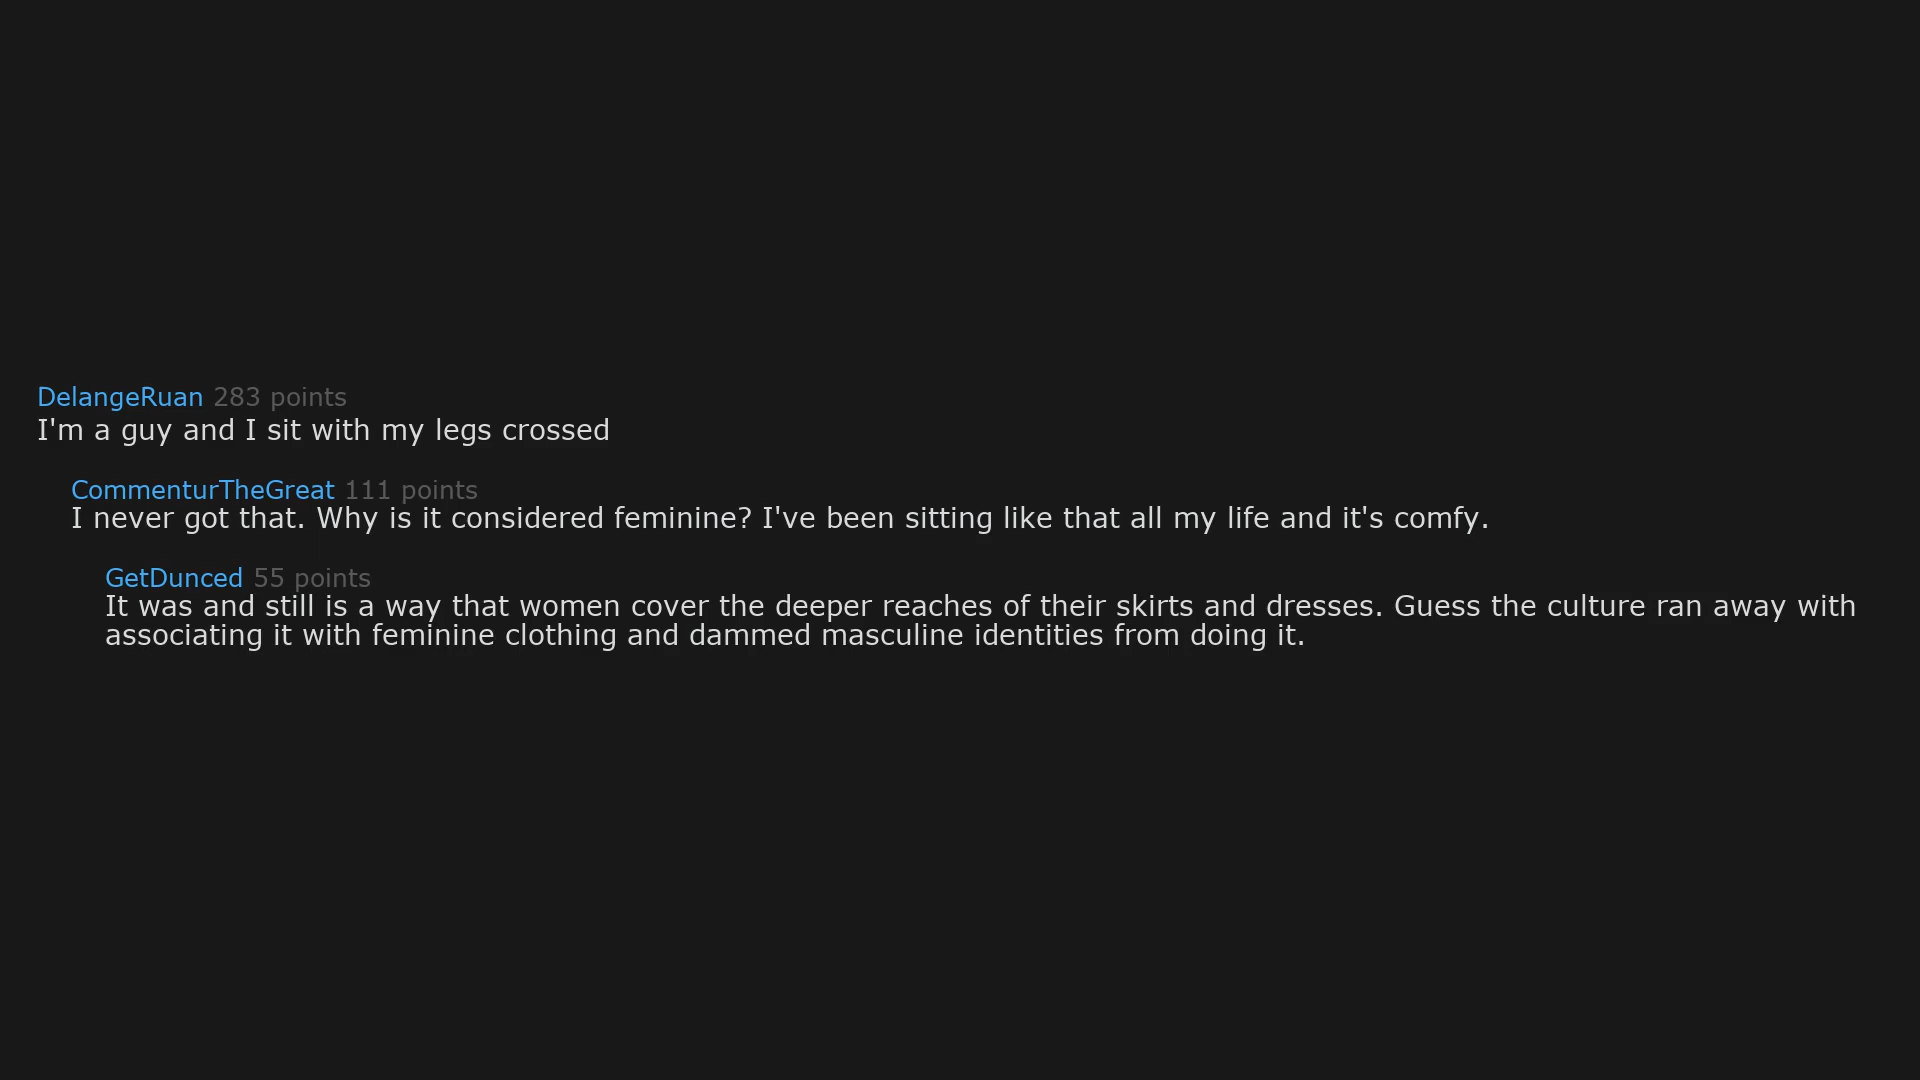 DelangeRuan 283 points
I'm a guy and I sit with my legs crossed
CommenturTheGreat 111 points
I never got that. Why is it considered feminine? I've been sitting like that all my life and it's comfy.
GetDunced 55 points
It was and still is a way that women cover the deeper reaches of their skirts and dresses. Guess the culture ran away with
associating it with feminine clothing and dammed masculine identities from doing it.